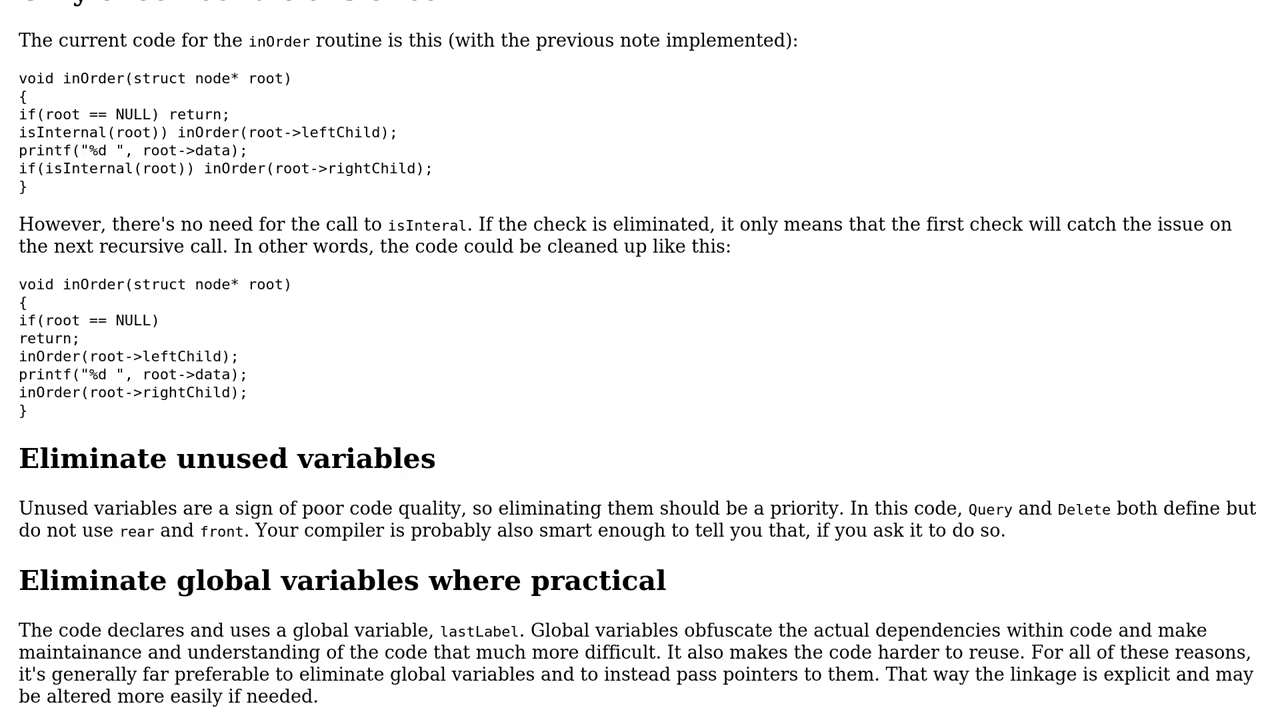 The current code for the inOrder routine is this (with the previous note implemented):
void inOrder(struct node* root)
{
if(root == NULL) return;
isInternal(root)) inOrder(root->leftChild);
printf("%d ", root->data);
if(isInternal(root)) inOrder(root->rightChild);
}
However, there's no need for the call to isInteral. If the check is eliminated, it only means that the first check will catch the issue on
the next recursive call. In other words, the code could be cleaned up like this:
void inOrder(struct node* root)
{
if(root == NULL)
return;
inOrder(root->leftChild);
printf("%d ", root->data);
inOrder(root->rightChild);
}
Eliminate unused variables
Unused variables are a sign of poor code quality, so eliminating them should be a priority. In this code, Query and Delete both define but
do not use rear and front. Your compiler is probably also smart enough to tell you that, if you ask it to do so.
Eliminate global variables where practical
The code declares and uses a global variable, lastLabel. Global variables obfuscate the actual dependencies within code and make
maintainance and understanding of the code that much more difficult. It also makes the code harder to reuse. For all of these reasons,
it's generally far preferable to eliminate global variables and to instead pass pointers to them. That way the linkage is explicit and may
be altered more easily if needed.